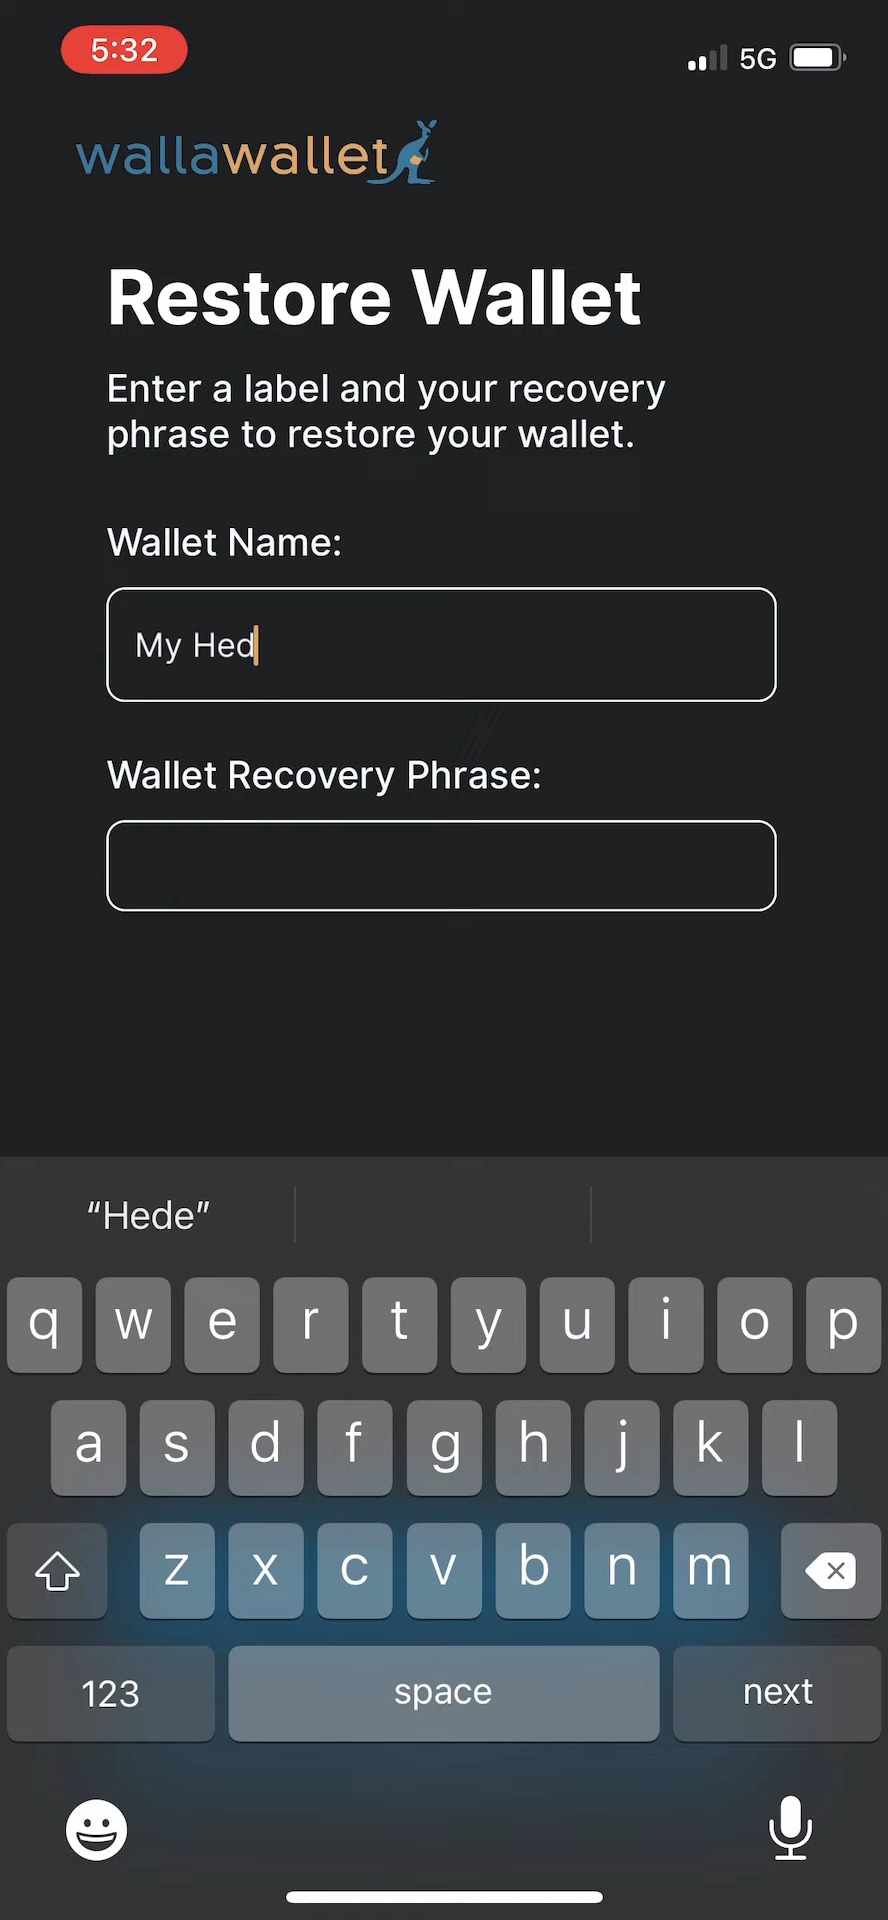 5:32
5G
wallawallet
Restore Wallet
Enter a label and your recovery
phrase to restore your wallet.
Wallet Name:
My Hed
Wallet Recovery Phrase:
“Hede”
q w e r t y u i o p
a s d f g h j k l
z x c v b n m
123 space next